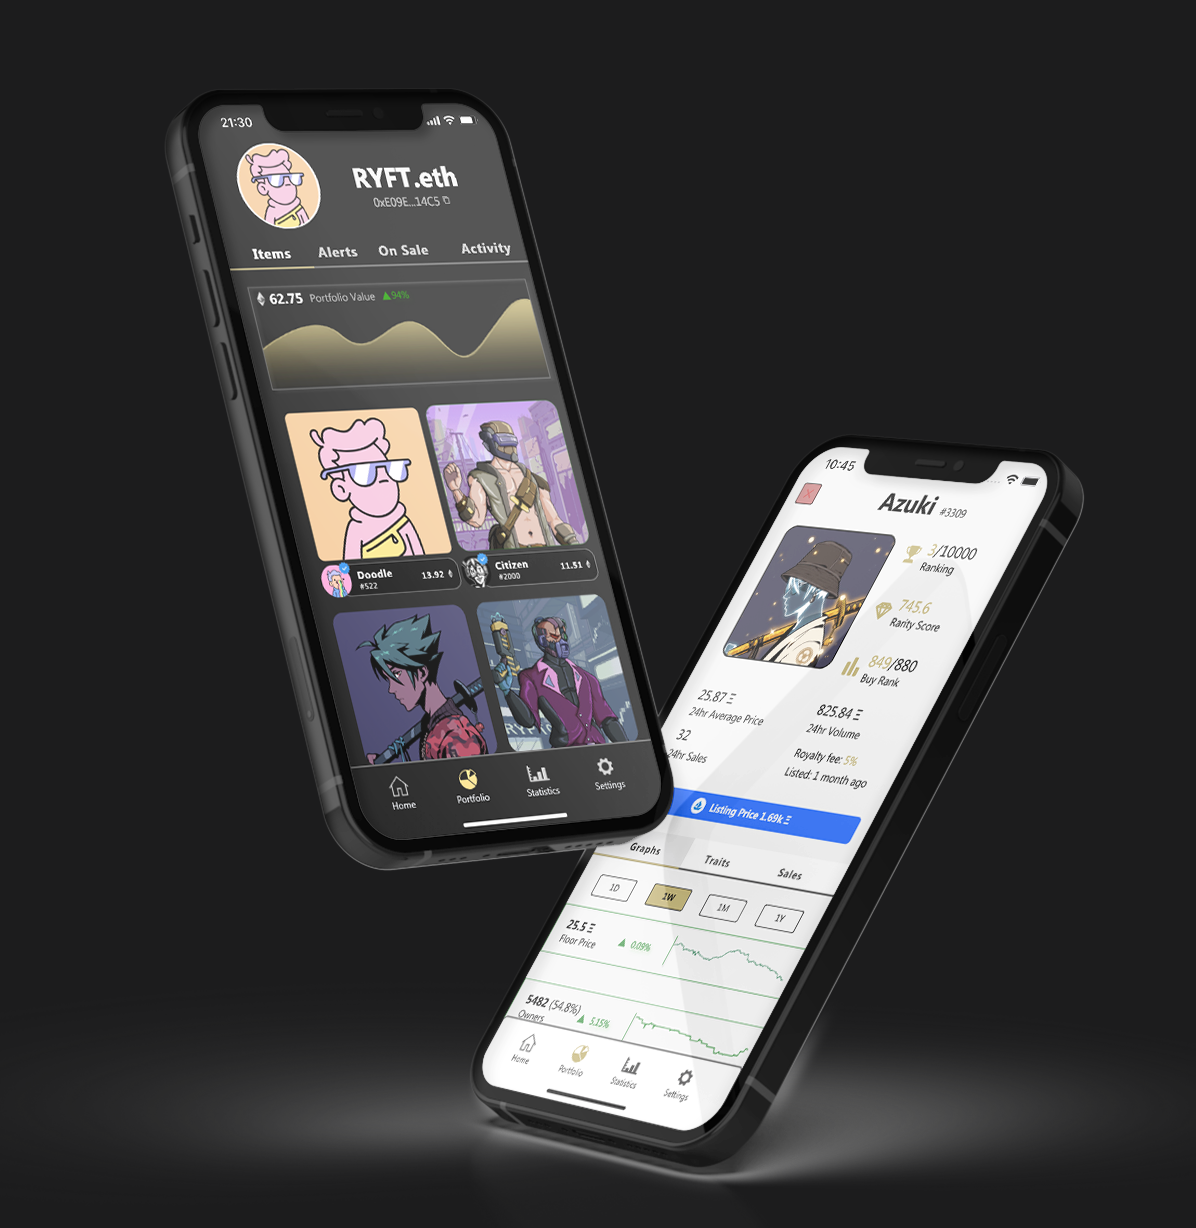 21:30
RYFT.eth
0xE09E...14C5
Items Alerts On Sale Activity
62.75 Portfolio Value ▲94%
Doodle
#522
13.92
Citizen
#2000
11.51
Home Portfolio Statistics Settings
10:45
Azuki #3309
3/10000
Ranking
745.6
Rarity Score
849/880
Buy Rank
25.87 Ξ
24hr Average Price
825.84 Ξ
24hr Volume
32
24hr Sales
Royalty fee: 5%
Listed: 1 month ago
Listing Price 1.69k Ξ
Graphs Traits Sales
1D 1W 1M 1Y
25.5 Ξ
Floor Price
▲ 0.09%
5482 (54.8%)
Owners
▲ 5.15%
Home Portfolio Statistics Settings